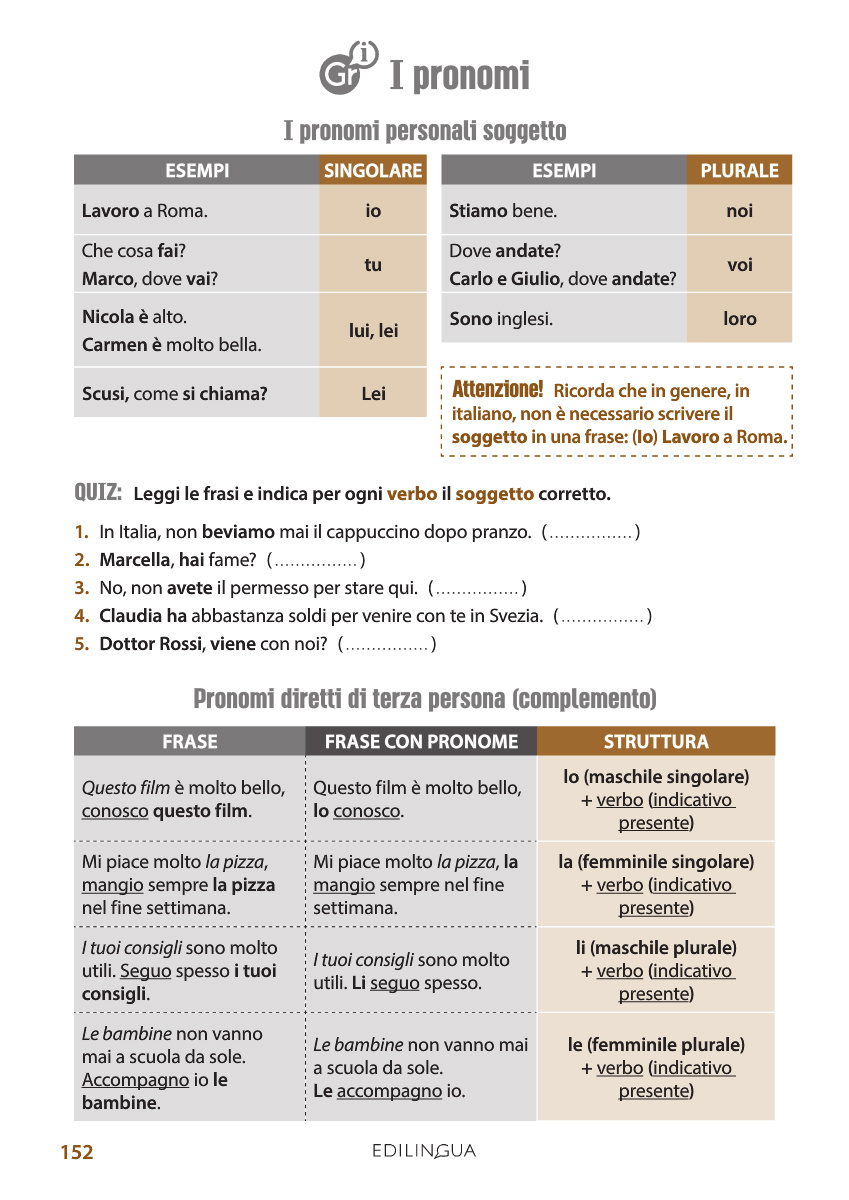 Gr i
I pronomi
I pronomi personali soggetto
ESEMPI SINGOLARE
Lavoro a Roma. io
Che cosa fai?
Marco, dove vai?
tu
Nicola è alto.
Carmen è molto bella.
lui, lei
Scusi, come si chiama? Lei
ESEMPI PLURALE
Stiamo bene. noi
Dove andate?
Carlo e Giulio, dove andate?
voi
Sono inglesi. loro
Attenzione! Ricorda che in genere, in
italiano, non è necessario scrivere il
soggetto in una frase: (Io) Lavoro a Roma.
QUIZ: Leggi le frasi e indica per ogni verbo il soggetto corretto.
1. In Italia, non beviamo mai il cappuccino dopo pranzo. (................)
2. Marcella, hai fame? (................)
3. No, non avete il permesso per stare qui. (................)
4. Claudia ha abbastanza soldi per venire con te in Svezia. (................)
5. Dottor Rossi, viene con noi? (................)
Pronomi diretti di terza persona (complemento)
FRASE FRASE CON PRONOME STRUTTURA
Questo film è molto bello,
conosco questo film.
Questo film è molto bello,
lo conosco.
lo (maschile singolare)
+ verbo (indicativo
presente)
Mi piace molto la pizza,
mangio sempre la pizza
nel fine settimana.
Mi piace molto la pizza, la
mangio sempre nel fine
settimana.
la (femminile singolare)
+ verbo (indicativo
presente)
I tuoi consigli sono molto
utili. Seguo spesso i tuoi
consigli.
I tuoi consigli sono molto
utili. Li seguo spesso.
li (maschile plurale)
+ verbo (indicativo
presente)
Le bambine non vanno
mai a scuola da sole.
Accompagno io le
bambine.
Le bambine non vanno mai
a scuola da sole.
Le accompagno io.
le (femminile plurale)
+ verbo (indicativo
presente)
152
EDILINGUA